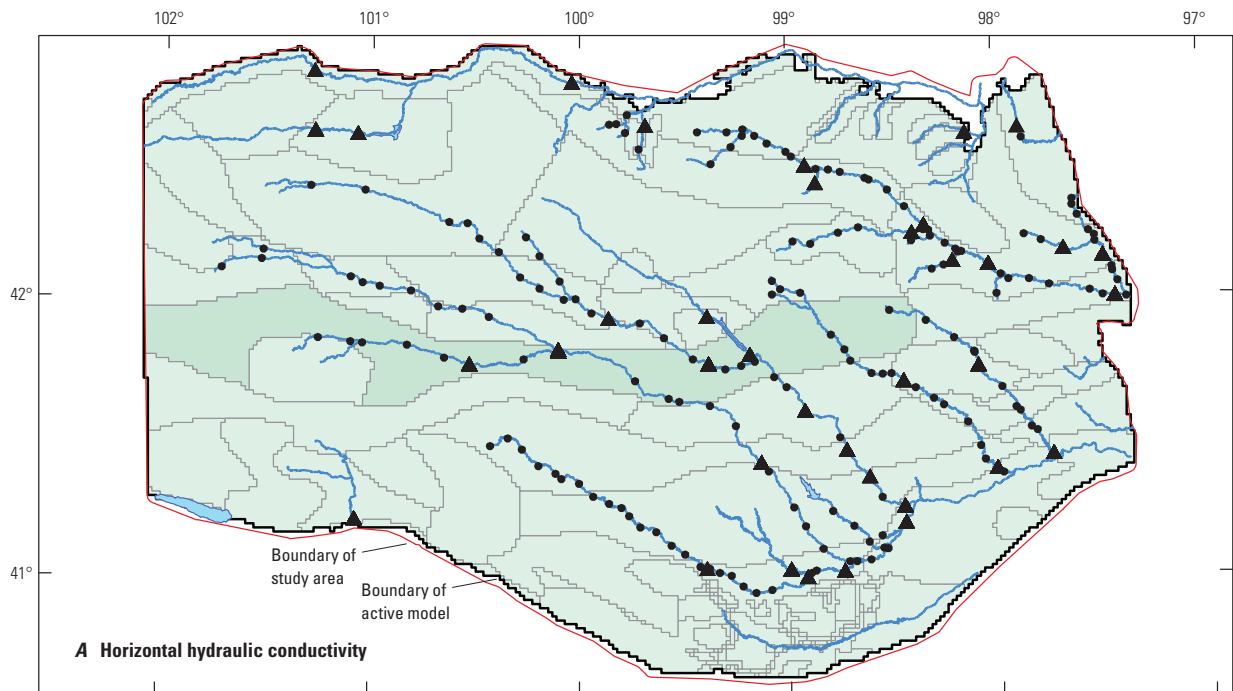 102° 101° 100° 99° 98° 97°
42°
41°
Boundary of
study area
Boundary of
active model
A Horizontal hydraulic conductivity